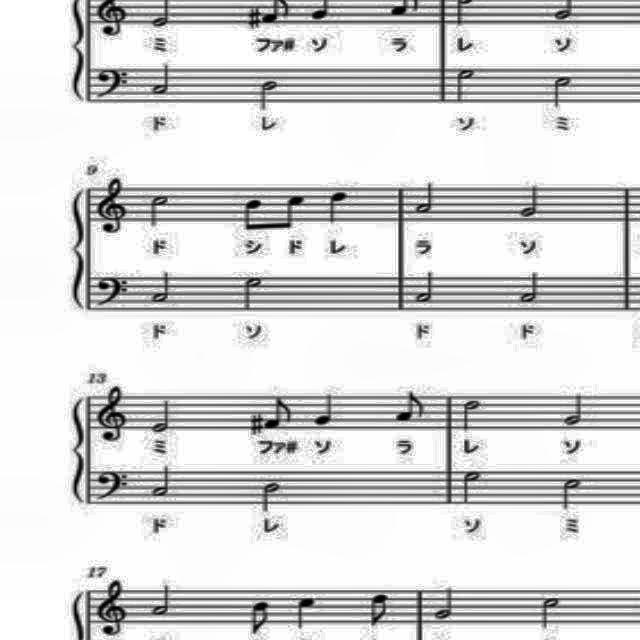 ミ ファ# ソ ラ レ ソ
ド レ ソ ミ
9
ド シ ド レ ラ ソ
ド ソ ド ド
13
ミ ファ# ソ ラ レ ソ
ド レ ソ ミ
17